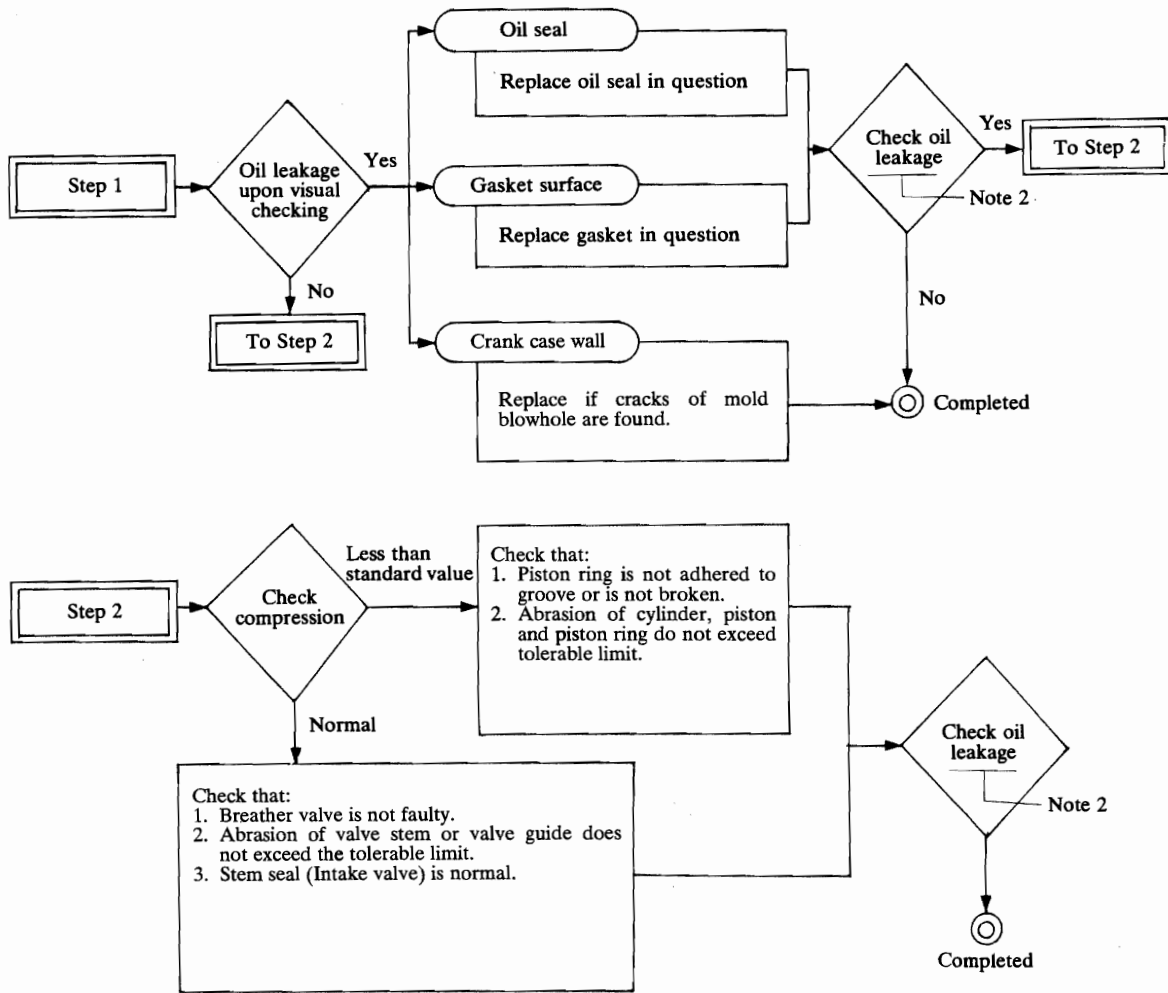 Step 1
Oil leakage
upon visual
checking
Yes
No
To Step 2
Oil seal
Replace oil seal in question
Gasket surface
Replace gasket in question
Crank case wall
Replace if cracks of mold
blowhole are found.
Check oil
leakage
Note 2
Yes
To Step 2
No
Completed
Step 2
Check
compression
Less than
standard value
Normal
Check that:
1. Piston ring is not adhered to
groove or is not broken.
2. Abrasion of cylinder, piston
and piston ring do not exceed
tolerable limit.
Check that:
1. Breather valve is not faulty.
2. Abrasion of valve stem or valve guide does
not exceed the tolerable limit.
3. Stem seal (Intake valve) is normal.
Check oil
leakage
Note 2
Completed